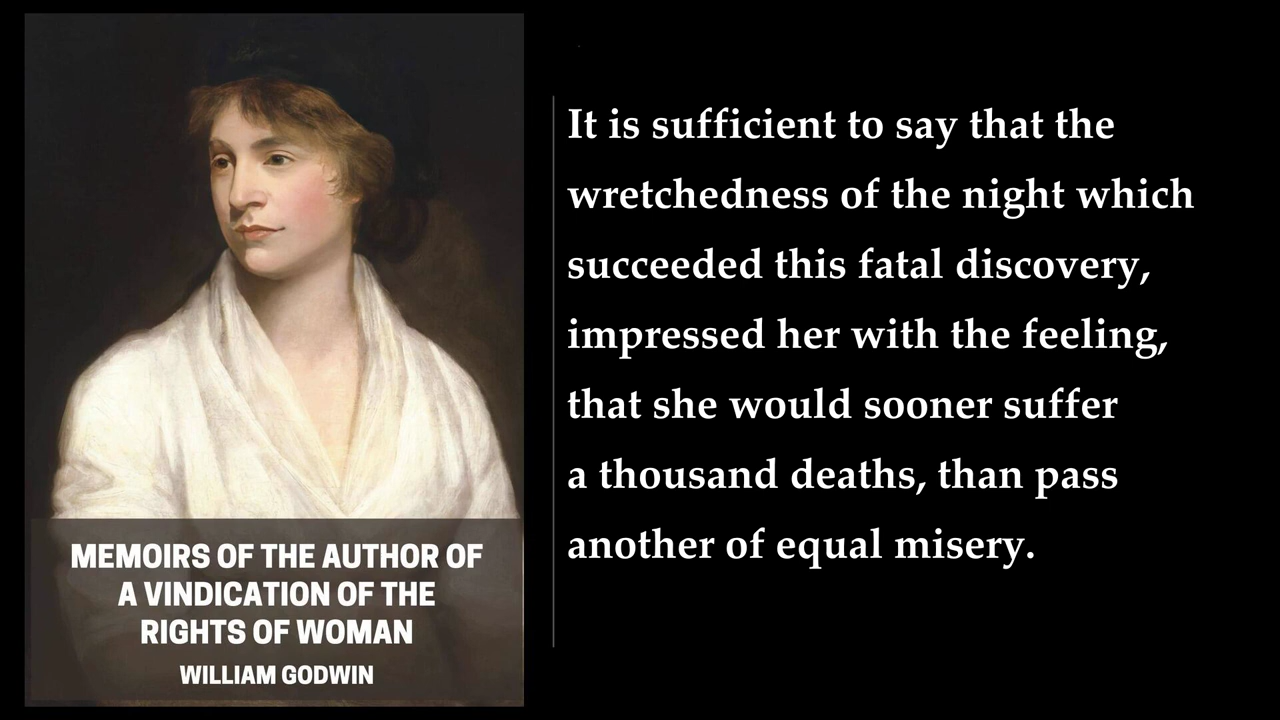 MEMOIRS OF THE AUTHOR OF
A VINDICATION OF THE
RIGHTS OF WOMAN
WILLIAM GODWIN
It is sufficient to say that the
wretchedness of the night which
succeeded this fatal discovery,
impressed her with the feeling,
that she would sooner suffer
a thousand deaths, than pass
another of equal misery.